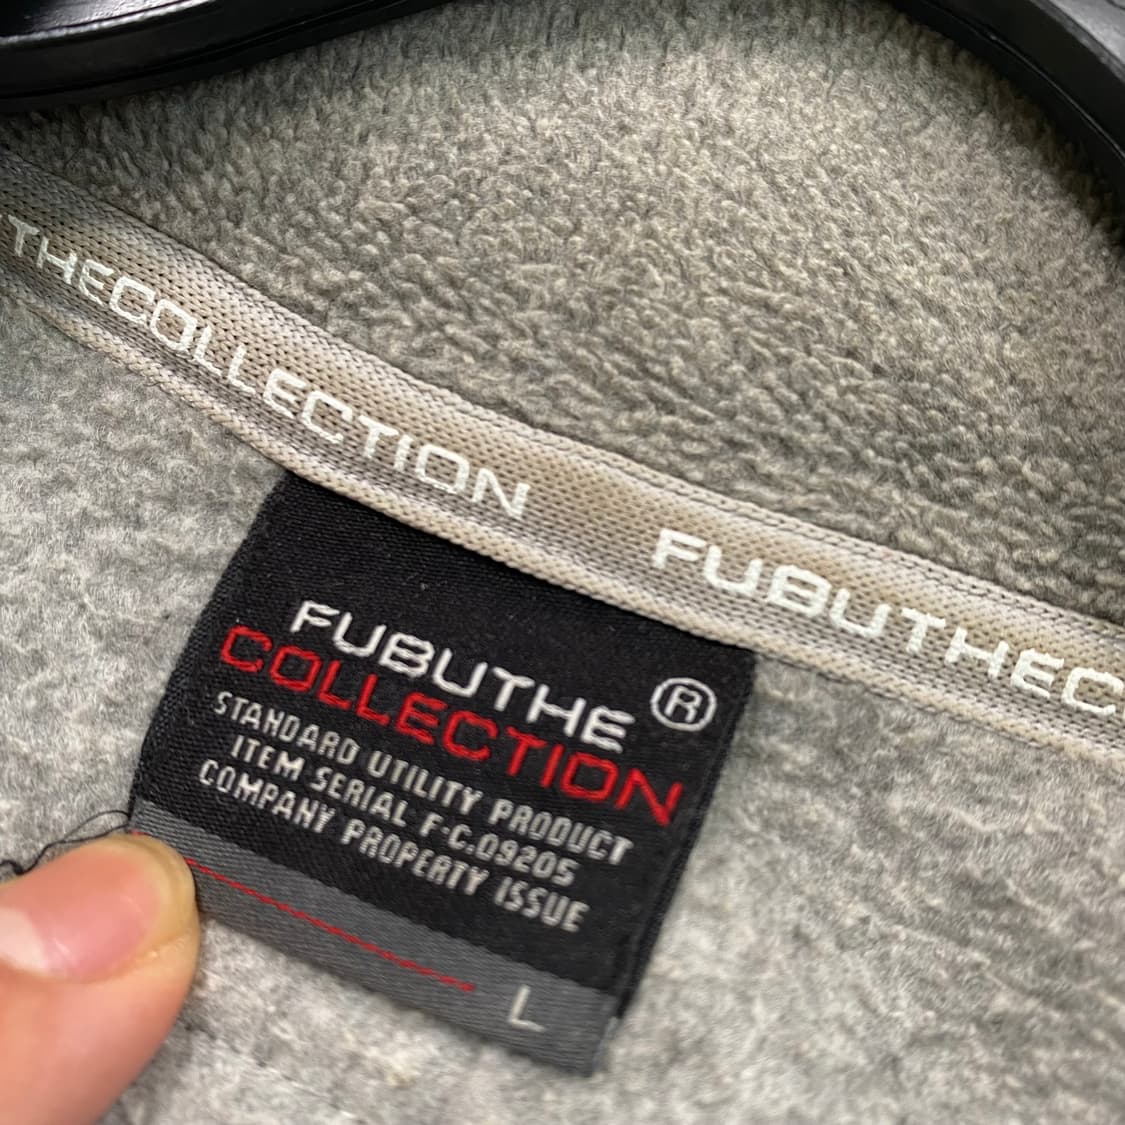 THECOLLECTION FUBUTHEC
FUBUTHE ®
COLLECTION
STANDARD UTILITY PRODUCT
ITEM SERIAL F·C.09205
COMPANY PROPERTY ISSUE
L